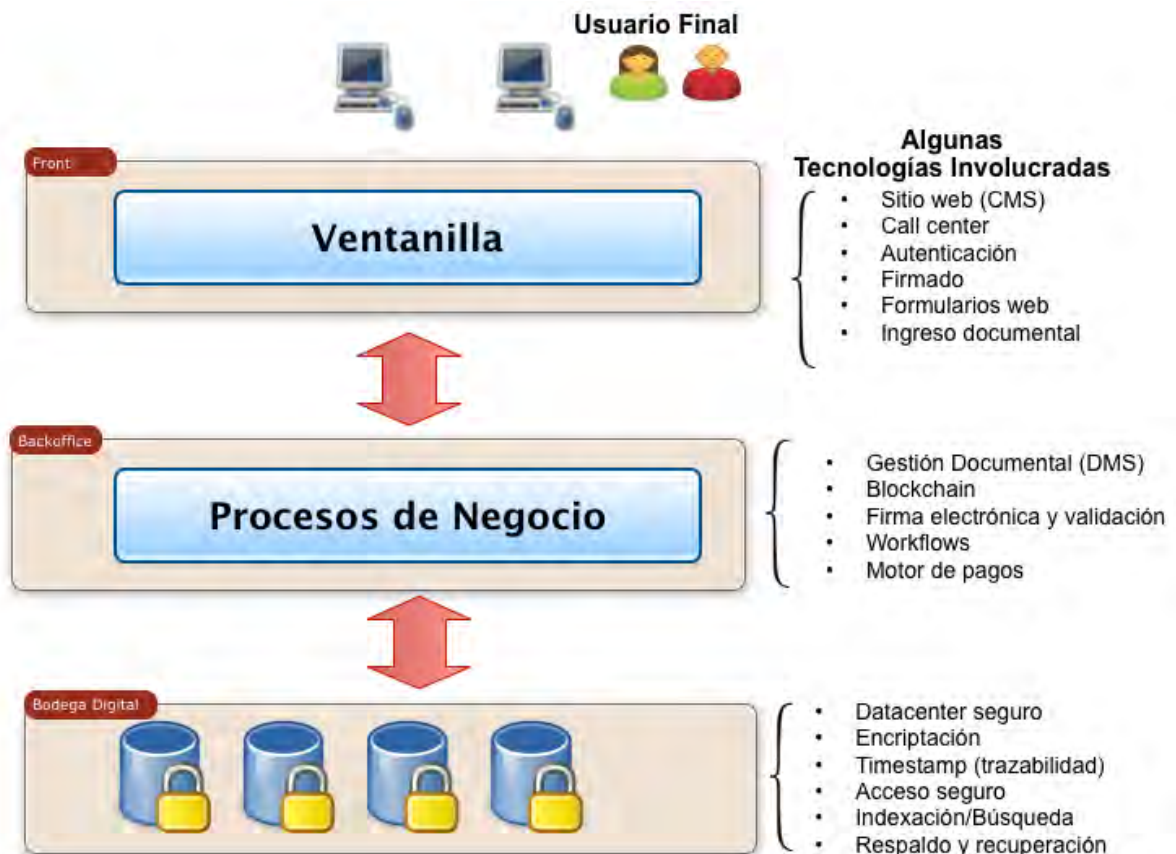 Usuario Final
Front
Ventanilla
Algunas
Tecnologías Involucradas
• Sitio web (CMS)
• Call center
• Autenticación
• Firmado
• Formularios web
• Ingreso documental
Backoffice
Procesos de Negocio
• Gestión Documental (DMS)
• Blockchain
• Firma electrónica y validación
• Workflows
• Motor de pagos
Bodega Digital
• Datacenter seguro
• Encriptación
• Timestamp (trazabilidad)
• Acceso seguro
• Indexación/Búsqueda
• Respaldo y recuperación